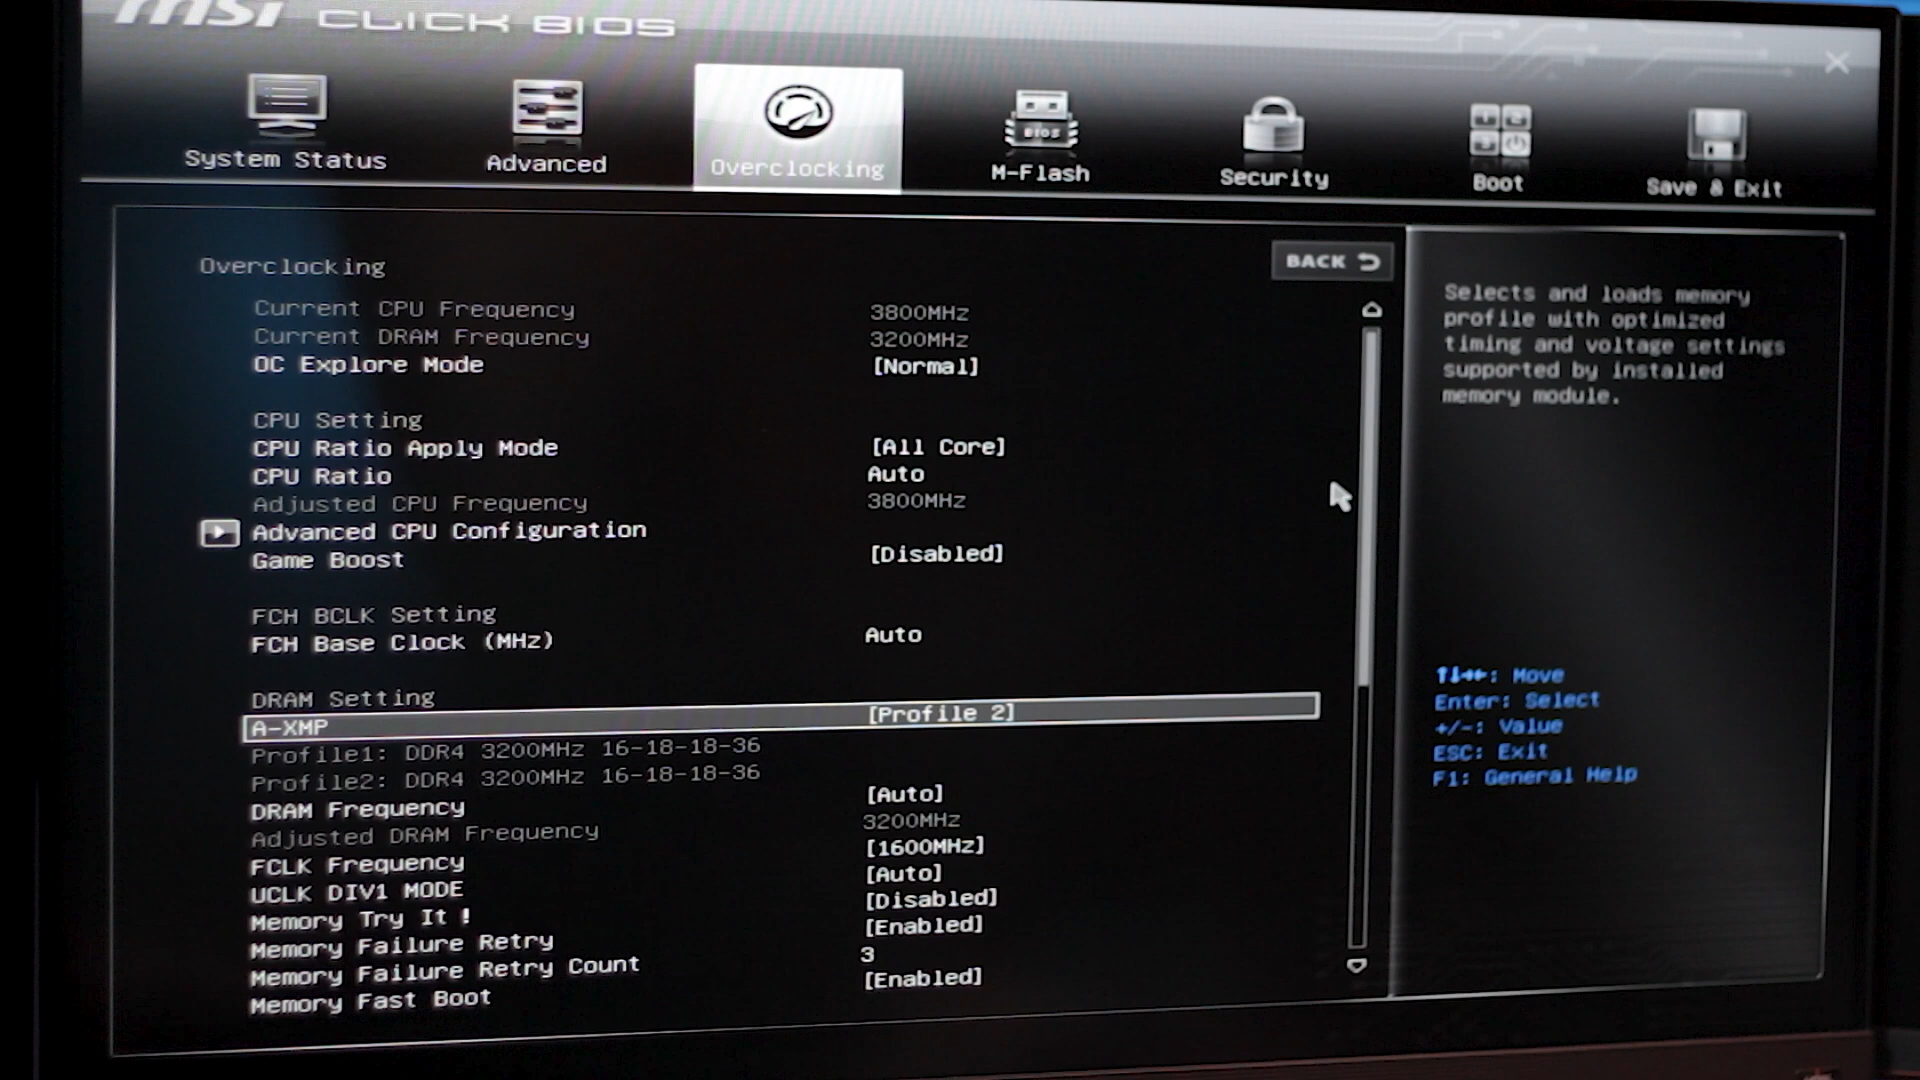 msi CLICK BIOS
System Status
Advanced
Overclocking
M-Flash
BIOS
Security
Boot
Save & Exit
Overclocking
BACK
Current CPU Frequency 3800MHz
Current DRAM Frequency 3200MHz
OC Explore Mode [Normal]
CPU Setting
CPU Ratio Apply Mode [All Core]
CPU Ratio Auto
Adjusted CPU Frequency 3800MHz
Advanced CPU Configuration
Game Boost [Disabled]
FCH BCLK Setting
FCH Base Clock (MHz) Auto
DRAM Setting
A-XMP [Profile 2]
Profile1: DDR4 3200MHz 16-18-18-36
Profile2: DDR4 3200MHz 16-18-18-36
DRAM Frequency [Auto]
Adjusted DRAM Frequency 3200MHz
FCLK Frequency [1600MHz]
UCLK DIV1 MODE [Auto]
Memory Try It ! [Disabled]
Memory Failure Retry [Enabled]
Memory Failure Retry Count 3
Memory Fast Boot [Enabled]
Selects and loads memory
profile with optimized
timing and voltage settings
supported by installed
memory module.
↑↓→←: Move
Enter: Select
+/-: Value
ESC: Exit
F1: General Help